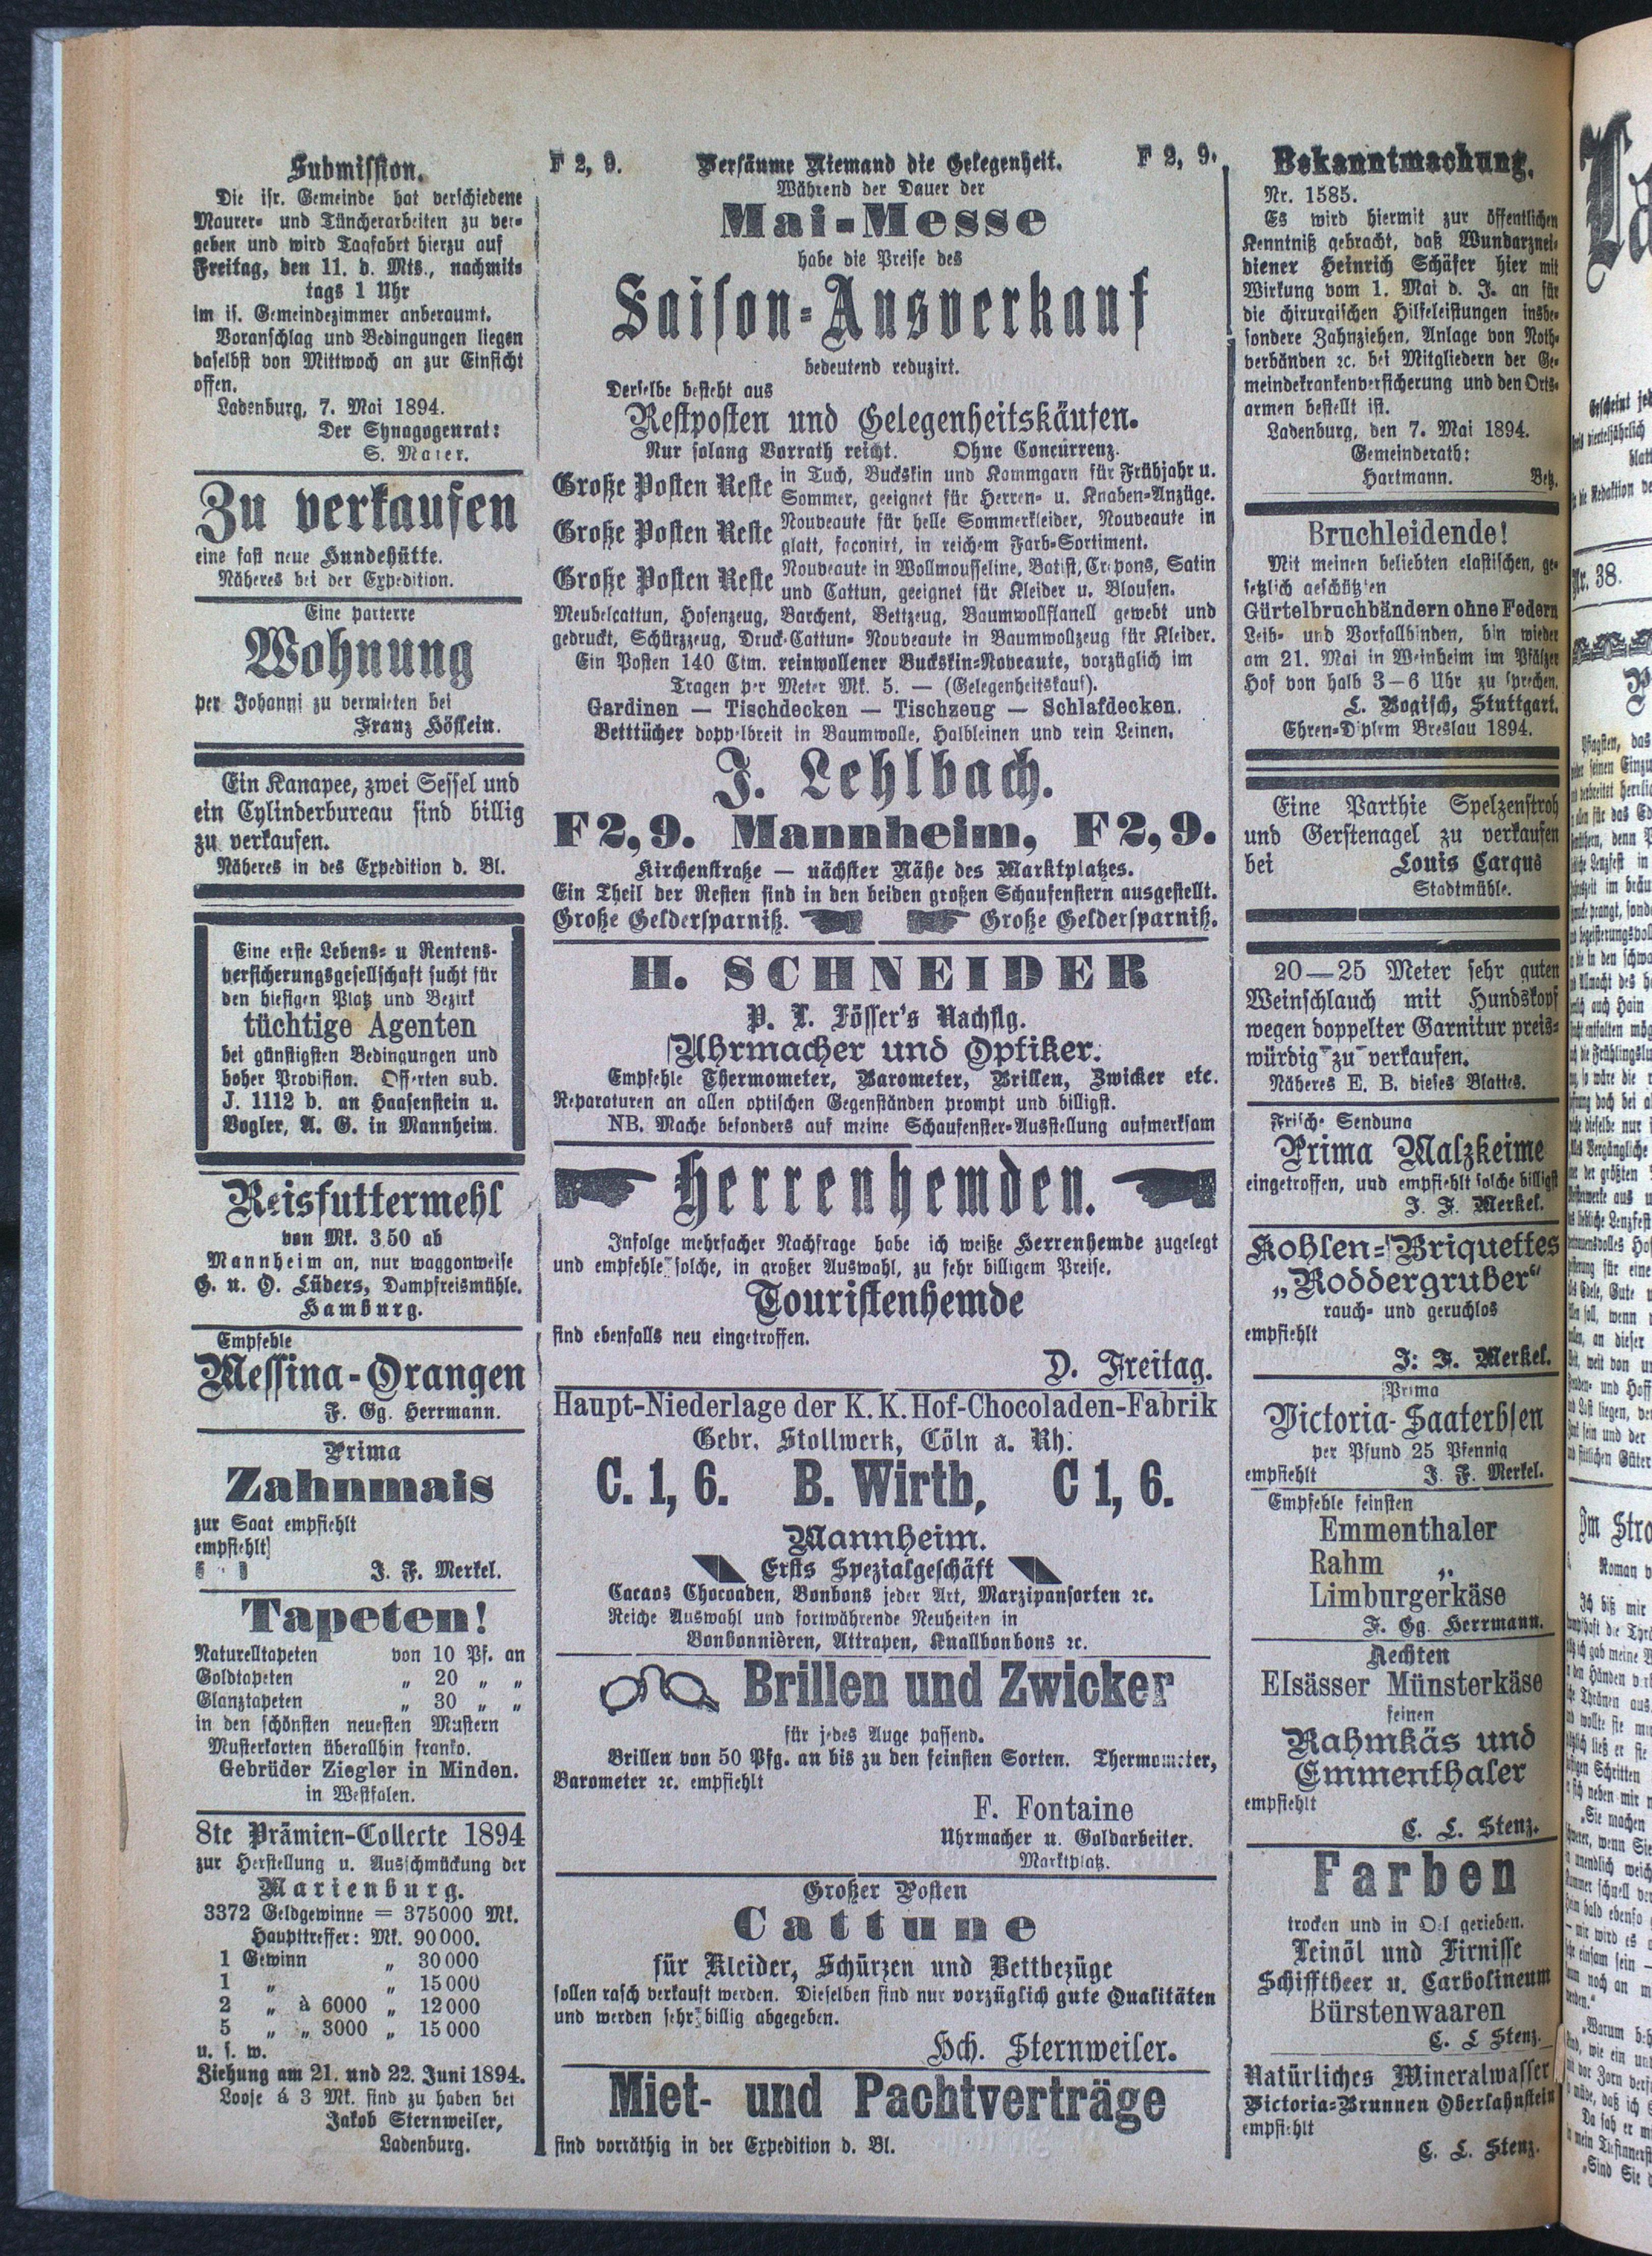 Submission.
Die isr. Gemeinde hat verschiedene
Maurer- und Tüncherarbeiten zu ver-
geben und wird Tagfahrt hierzu auf
Freitag, den 11. d. Mts., nachmit-
tags 1 Uhr
im is. Gemeindezimmer anberaumt.
Voranschlag und Bedingungen liegen
daselbst von Mittwoch an zur Einsicht
offen.
Ladenburg, 7. Mai 1894.
Der Synagogenrat:
S. Maier.
Zu verkaufen
eine fast neue Hundehütte.
Näheres bei der Expedition.
Eine parterre
Wohnung
per Johanni zu vermieten bei
Franz Höflein.
Ein Kanapee, zwei Sessel und
ein Cylinderbureau sind billig
zu verkaufen.
Näheres in des Expedition d. Bl.
Eine erste Lebens- u Rentens-
versicherungsgesellschaft sucht für
den hiesigen Platz und Bezirk
tüchtige Agenten
bei günstigsten Bedingungen und
hoher Provision. Offerten sub.
J. 1112 b. an Haasenstein u.
Vogler, A. G. in Mannheim.
Reisfuttermehl
von Mk. 3.50 ab
Mannheim an, nur waggonweise
G. u. O. Lüders, Dampfreismühle.
Hamburg.
Empfehle
Messina-Orangen
F. Gg. Herrmann.
Prima
Zahnmais
zur Saat empfiehlt
empfiehlt
J. F. Merkel.
Tapeten!
Naturelltapeten von 10 Pf. an
Goldtapeten „ 20 „ „
Glanztapeten „ 30 „ „
in den schönsten neuesten Mustern
Musterkarten überallhin franko.
Gebrüder Ziegler in Minden.
in Westfalen.
8te Prämien-Collecte 1894
zur Herstellung u. Ausschmückung der
Marienburg.
3372 Geldgewinne = 375000 Mk.
Haupttreffer: Mk. 90000.
1 Gewinn „ 30000
1 „ „ 15000
2 „ à 6000 „ 12000
5 „ „ 3000 „ 15000
u. s. w.
Ziehung am 21. und 22. Juni 1894.
Loose á 3 Mk. sind zu haben bei
Jakob Sternweiler,
Ladenburg.
F 2, 9. Versäume Niemand die Gelegenheit. F 2, 9.
Während der Dauer der
Mai-Messe
habe die Preise des
Saison-Ausverkauf
bedeutend reduzirt.
Derselbe besteht aus
Restposten und Gelegenheitskäufen.
Nur solang Vorrath reicht. Ohne Concurrenz.
Große Posten Reste in Tuch, Buckskin und Kammgarn für Frühjahr u.
Sommer, geeignet für Herren- u. Knaben-Anzüge.
Große Posten Reste Nouveaute für helle Sommerkleider, Nouveaute in
glatt, faconirt, in reichem Farb-Sortiment.
Große Posten Reste Nouveaute in Wollmousseline, Batist, Crepons, Satin
und Cattun, geeignet für Kleider u. Blousen.
Meubelcattun, Hosenzeug, Barchent, Bettzeug, Baumwollflanell gewebt und
gedruckt, Schürzzeug, Druck-Cattun- Nouveaute in Baumwollzeug für Kleider.
Ein Posten 140 Ctm. reinwollener Buckskin-Noveaute, vorzüglich im
Tragen per Meter Mk. 5. — (Gelegenheitskauf).
Gardinen — Tischdecken — Tischzeug — Schlafdecken.
Betttücher doppelbreit in Baumwolle, Halbleinen und rein Leinen.
J. Lehlbach.
F 2, 9. Mannheim, F 2, 9.
Kirchenstraße — nächster Nähe des Marktplatzes.
Ein Theil der Resten sind in den beiden großen Schaufenstern ausgestellt.
Große Geldersparniß. Große Geldersparniß.
H. SCHNEIDER
P. L. Lösser's Nachflg.
Uhrmacher und Optiker.
Empfehle Thermometer, Barometer, Brillen, Zwicker etc.
Reparaturen an allen optischen Gegenständen prompt und billigst.
NB. Mache besonders auf meine Schaufenster-Ausstellung aufmerksam
Herrenhemden.
Infolge mehrfacher Nachfrage habe ich weiße Herrenhemde zugelegt
und empfehle solche, in großer Auswahl, zu sehr billigem Preise.
Touristenhemde
sind ebenfalls neu eingetroffen.
D. Freitag.
Haupt-Niederlage der K. K. Hof-Chocoladen-Fabrik
Gebr. Stollwerk, Cöln a. Rh.
C. 1, 6. B. Wirth, C 1, 6.
Mannheim.
Ersts Spezialgeschäft
Cacaos Chocoaden, Bonbons jeder Art, Marzipansorten ꝛc.
Reiche Auswahl und fortwährende Neuheiten in
Bonbonnièren, Attrapen, Knallbonbons ꝛc.
Brillen und Zwicker
für jedes Auge passend.
Brillen von 50 Pfg. an bis zu den feinsten Sorten. Thermometer,
Barometer ꝛc. empfiehlt
F. Fontaine
Uhrmacher u. Goldarbeiter.
Marktplatz.
Großer Posten
Cattune
für Kleider, Schürzen und Bettbezüge
sollen rasch verkauft werden. Dieselben sind nur vorzüglich gute Qualitäten
und werden sehr billig abgegeben.
Hch. Sternweiler.
Miet- und Pachtverträge
sind vorräthig in der Expedition d. Bl.
Bekanntmachung.
Nr. 1585.
Es wird hiermit zur öffentlichen
Kenntniß gebracht, daß Wundarznei-
diener Heinrich Schäfer hier mit
Wirkung vom 1. Mai d. J. an für
die chirurgischen Hilfeleistungen insbe-
sondere Zahnziehen, Anlage von Noth-
verbänden ꝛc. bei Mitgliedern der Ge-
meindekrankenversicherung und den Orts-
armen bestellt ist.
Ladenburg, den 7. Mai 1894.
Gemeinderath:
Hartmann. Betz.
Bruchleidende!
Mit meinen beliebten elastischen, ge-
setzlich geschützten
Gürtelbruchbändern ohne Federn
Leib- und Vorfallbinden, bin wieder
am 21. Mai in Weinheim im Pfälzer
Hof von halb 3—6 Uhr zu sprechen.
L. Bogisch, Stuttgart.
Ehren-Diplom Breslau 1894.
Eine Parthie Spelzenstroh
und Gerstenagel zu verkaufen
bei Louis Carqus
Stadtmühle.
20—25 Meter sehr guten
Weinschlauch mit Hundskopf
wegen doppelter Garnitur preis-
würdig zu verkaufen.
Näheres E. B. dieses Blattes.
Frische Sendung
Prima Malzkeime
eingetroffen, und empfiehlt solche billigst
J. F. Merkel.
Kohlen-Briquettes
„Roddergruber“
rauch- und geruchlos
empfiehlt
J: F. Merkel.
Prima
Victoria-Saaterbsen
per Pfund 25 Pfennig
empfiehlt J. F. Merkel.
Empfehle feinsten
Emmenthaler
Rahm „
Limburgerkäse
F. Gg. Herrmann.
Aechten
Elsässer Münsterkäse
feinen
Rahmkäs und
Emmenthaler
empfiehlt
C. L. Stenz.
Farben
trocken und in Oel gerieben.
Leinöl und Firnisse
Schifftheer u. Carbolineum
Bürstenwaaren
C. L Stenz.
Natürliches Mineralwasser
Victoria-Brunnen Oberlahnstein
empfiehlt
C. L. Stenz.
Nr. 38.